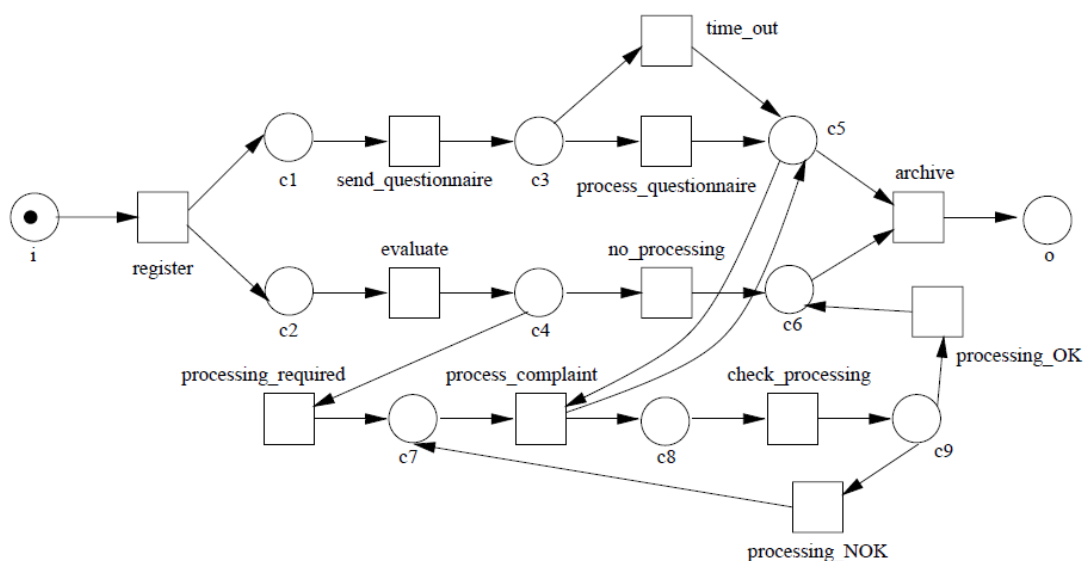 time_out
c1
send_questionnaire
c3
process_questionnaire
c5
archive
i
register
o
evaluate
no_processing
c2
c4
c6
processing_OK
processing_required
process_complaint
check_processing
c7
c8
c9
processing_NOK